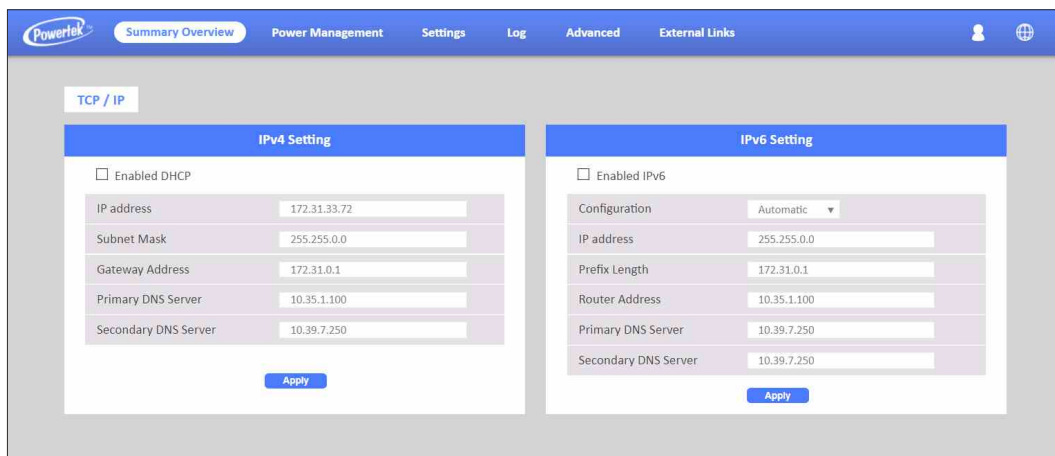 Powertek™
Summary Overview
Power Management
Settings
Log
Advanced
External Links
TCP / IP
IPv4 Setting
Enabled DHCP
IP address 172.31.33.72
Subnet Mask 255.255.0.0
Gateway Address 172.31.0.1
Primary DNS Server 10.35.1.100
Secondary DNS Server 10.39.7.250
Apply
IPv6 Setting
Enabled IPv6
Configuration Automatic
IP address 255.255.0.0
Prefix Length 172.31.0.1
Router Address 10.35.1.100
Primary DNS Server 10.39.7.250
Secondary DNS Server 10.39.7.250
Apply